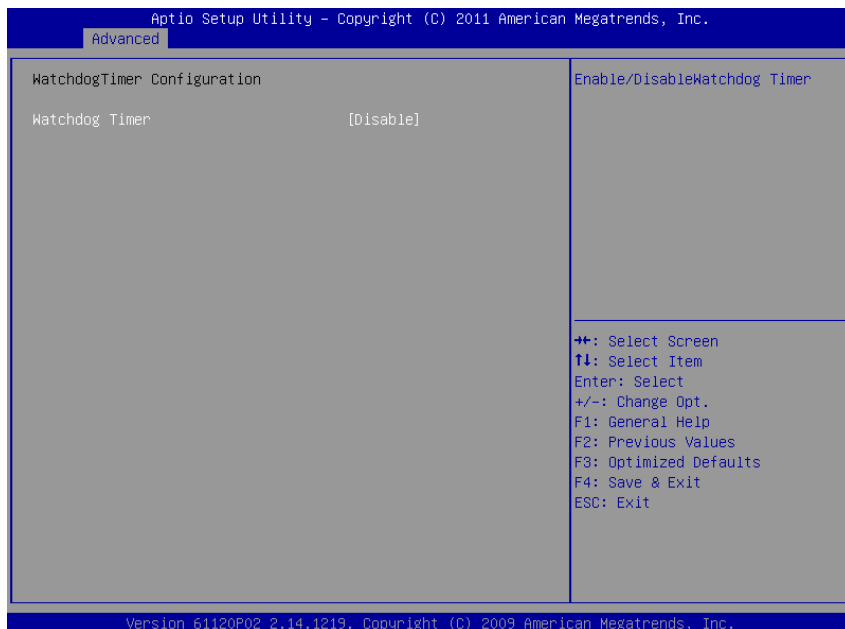 Aptio Setup Utility – Copyright (C) 2011 American Megatrends, Inc.
Advanced
WatchdogTimer Configuration
Watchdog Timer [Disable]
Enable/DisableWatchdog Timer
→←: Select Screen
↑↓: Select Item
Enter: Select
+/-: Change Opt.
F1: General Help
F2: Previous Values
F3: Optimized Defaults
F4: Save & Exit
ESC: Exit
Version 61120P02 2.14.1219. Copyright (C) 2009 American Megatrends, Inc.